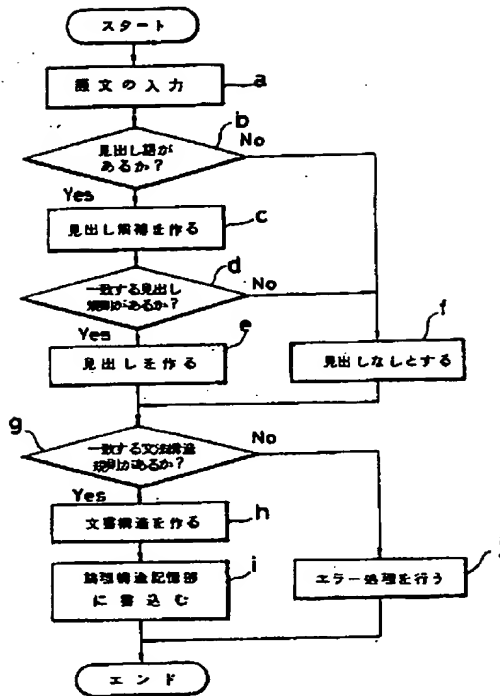 スタート
文の入力
a
b
見出し語が
あるか?
No
Yes
見出し候補を作る
c
d
一致する見出し
規則があるか?
No
Yes
e
見出しを作る
f
見出しなしとする
g
一致する文法構造
規則があるか?
No
Yes
文書構造を作る
h
i
構造記憶部
に書込む
エラー処理を行う
エンド